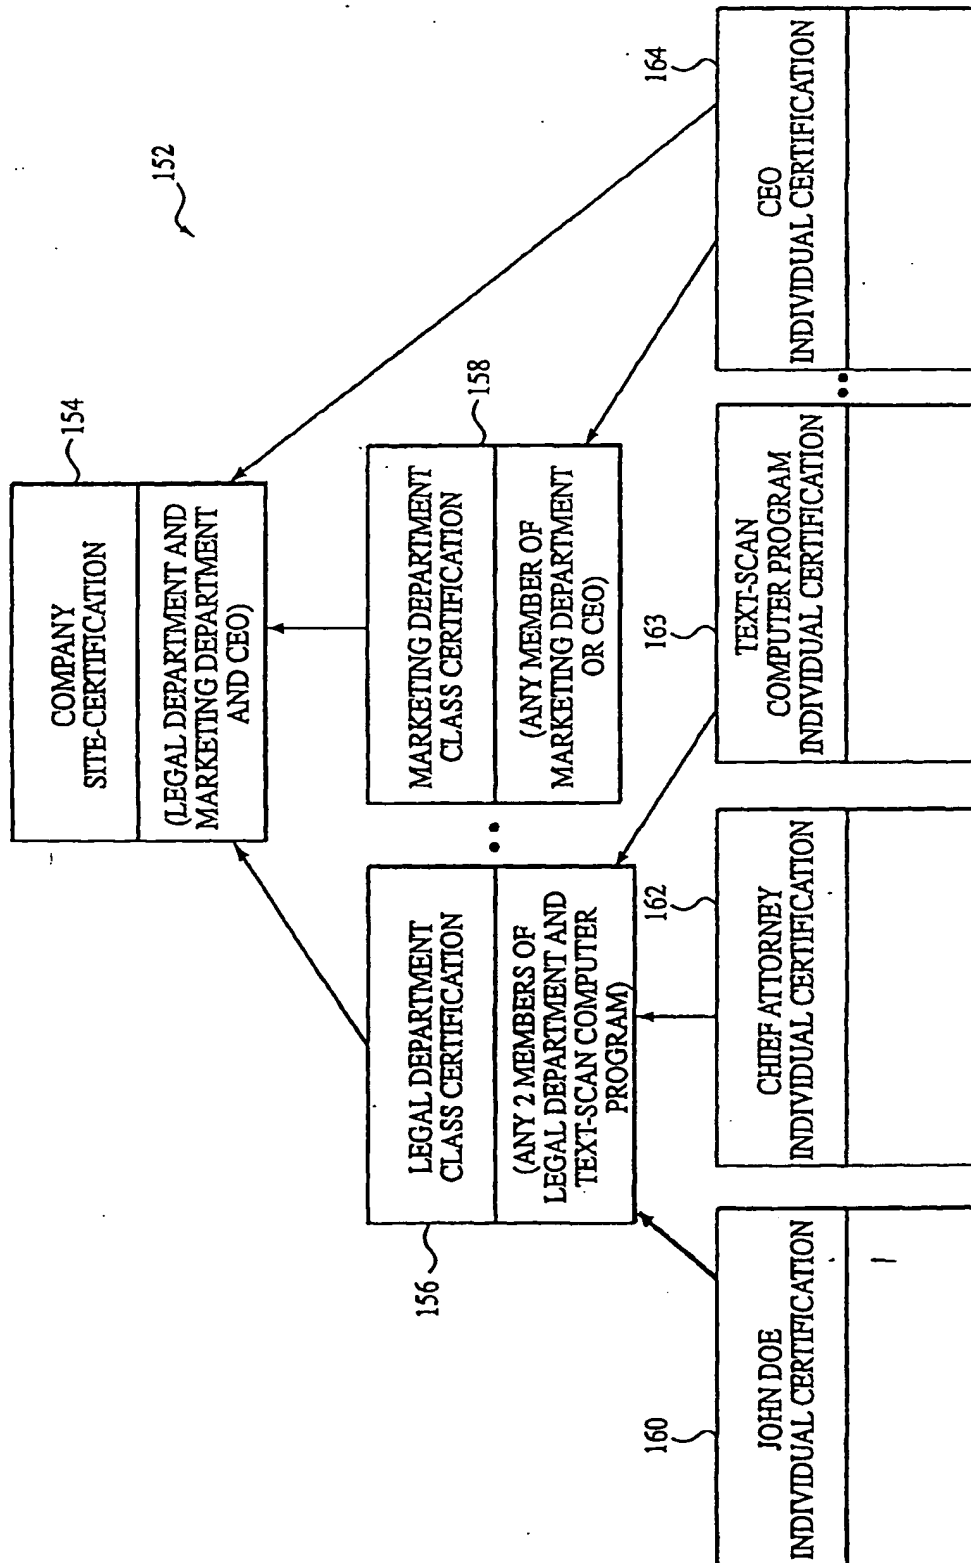 152
154
COMPANY
SITE-CERTIFICATION
(LEGAL DEPARTMENT AND
MARKETING DEPARTMENT
AND CEO)
156
LEGAL DEPARTMENT
CLASS CERTIFICATION
(ANY 2 MEMBERS OF
LEGAL DEPARTMENT AND
TEXT-SCAN COMPUTER
PROGRAM)
158
MARKETING DEPARTMENT
CLASS CERTIFICATION
(ANY MEMBER OF
MARKETING DEPARTMENT
OR CEO)
160
JOHN DOE
INDIVIDUAL CERTIFICATION
162
CHIEF ATTORNEY
INDIVIDUAL CERTIFICATION
163
TEXT-SCAN
COMPUTER PROGRAM
INDIVIDUAL CERTIFICATION
164
CEO
INDIVIDUAL CERTIFICATION